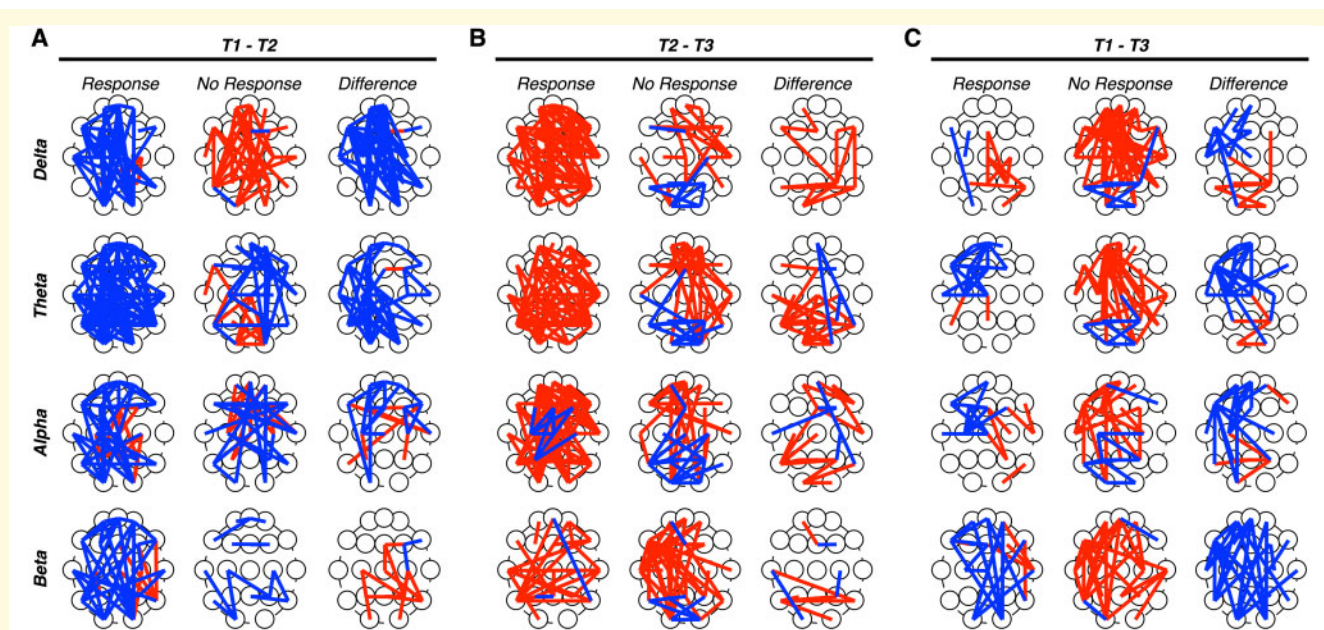 A T1 - T2 B T2 - T3 C T1 - T3
Response No Response Difference Response No Response Difference Response No Response Difference
Delta
Theta
Alpha
Beta